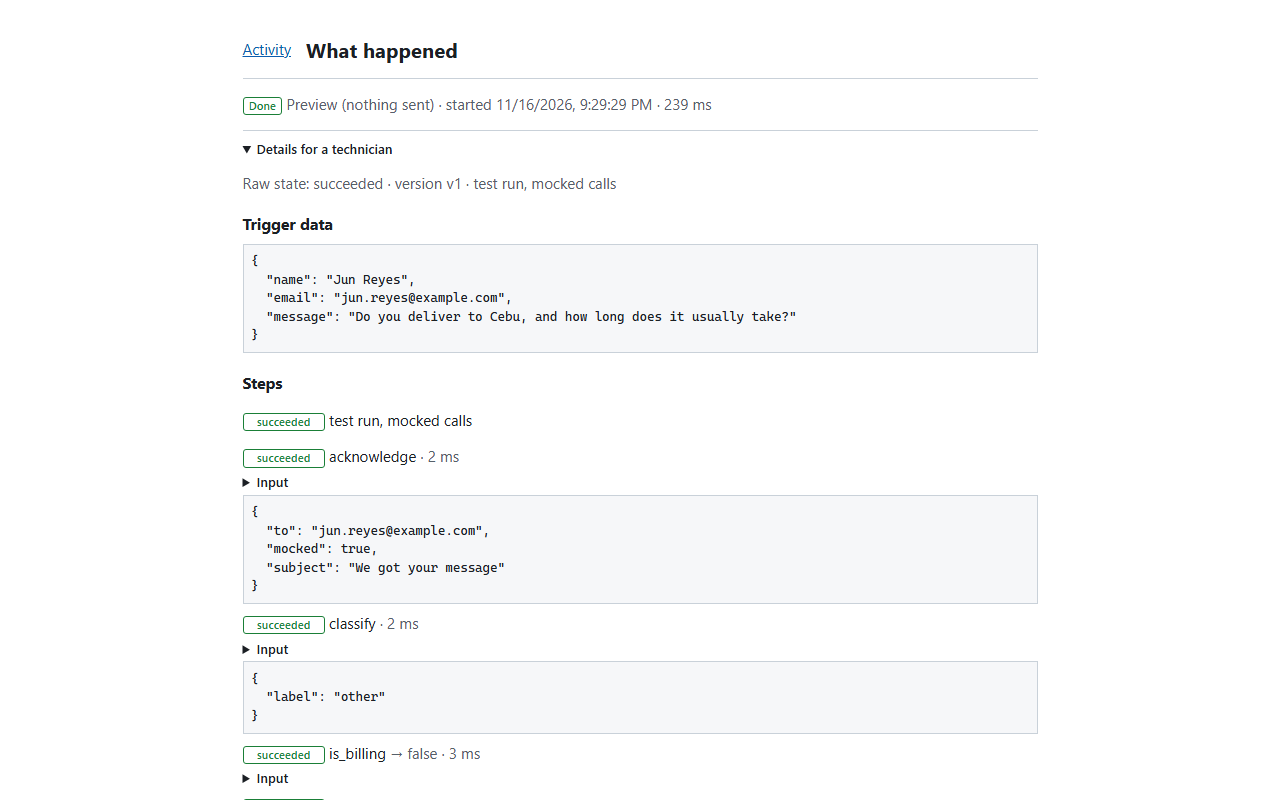 Activity What happened
Done Preview (nothing sent) · started 11/16/2026, 9:29:29 PM · 239 ms
▼ Details for a technician
Raw state: succeeded · version v1 · test run, mocked calls
Trigger data
{
  "name": "Jun Reyes",
  "email": "jun.reyes@example.com",
  "message": "Do you deliver to Cebu, and how long does it usually take?"
}
Steps
succeeded test run, mocked calls
succeeded acknowledge · 2 ms
▶ Input
{
  "to": "jun.reyes@example.com",
  "mocked": true,
  "subject": "We got your message"
}
succeeded classify · 2 ms
▶ Input
{
  "label": "other"
}
succeeded is_billing → false · 3 ms
▶ Input